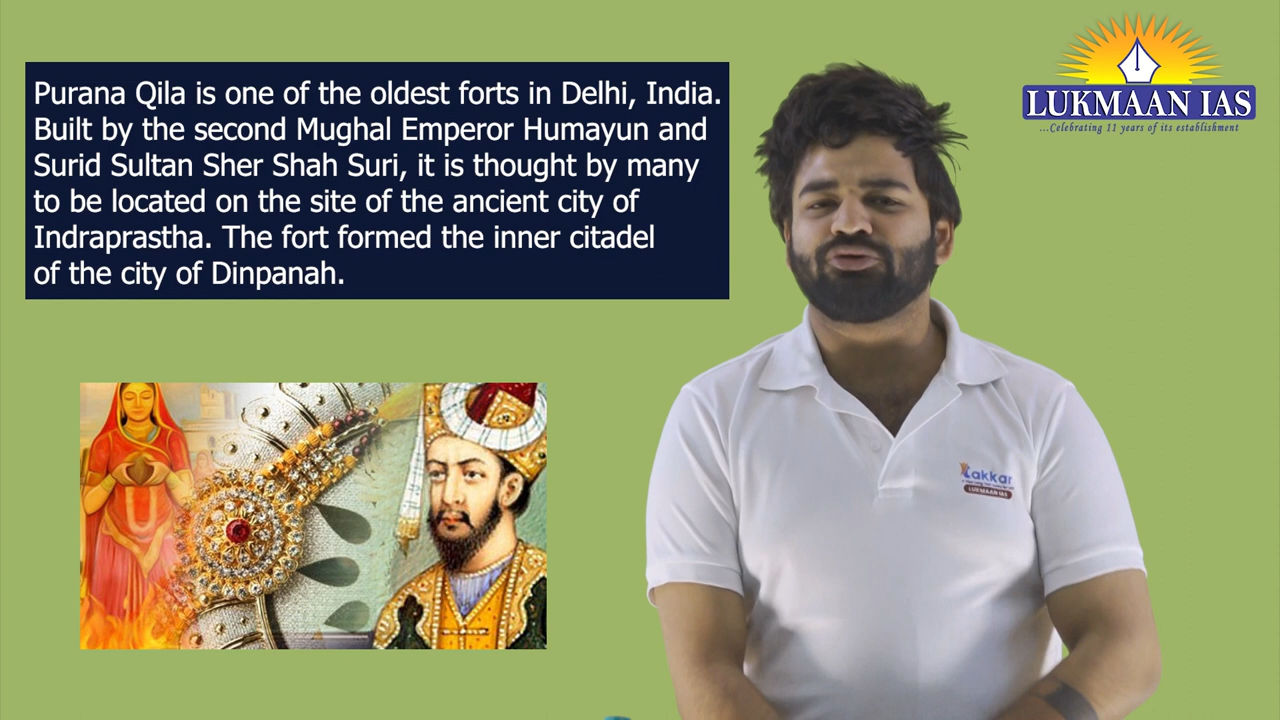 Purana Qila is one of the oldest forts in Delhi, India.
Built by the second Mughal Emperor Humayun and
Surid Sultan Sher Shah Suri, it is thought by many
to be located on the site of the ancient city of
Indraprastha. The fort formed the inner citadel
of the city of Dinpanah.
LUKMAAN IAS
...Celebrating 11 years of its establishment
Lakkar
LUKMAAN IAS